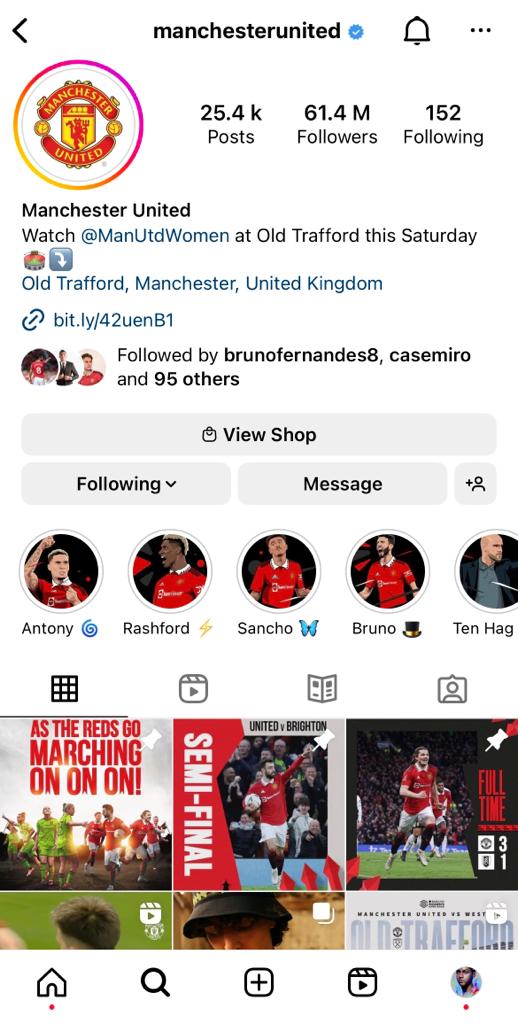 manchesterunited
MANCHESTER
UNITED
25.4 k 61.4 M 152
Posts Followers Following
Manchester United
Watch @ManUtdWomen at Old Trafford this Saturday
Old Trafford, Manchester, United Kingdom
bit.ly/42uenB1
Followed by brunofernandes8, casemiro
and 95 others
8
View Shop
Following Message
Antony Rashford Sancho Bruno Ten Hag
AS THE REDS GO
MARCHING
ON ON ON!
UNITED v BRIGHTON
SEMI-FINAL
FULL
TIME
3
1
MANCHESTER UNITED VS WEST
OLD TRAFFORD